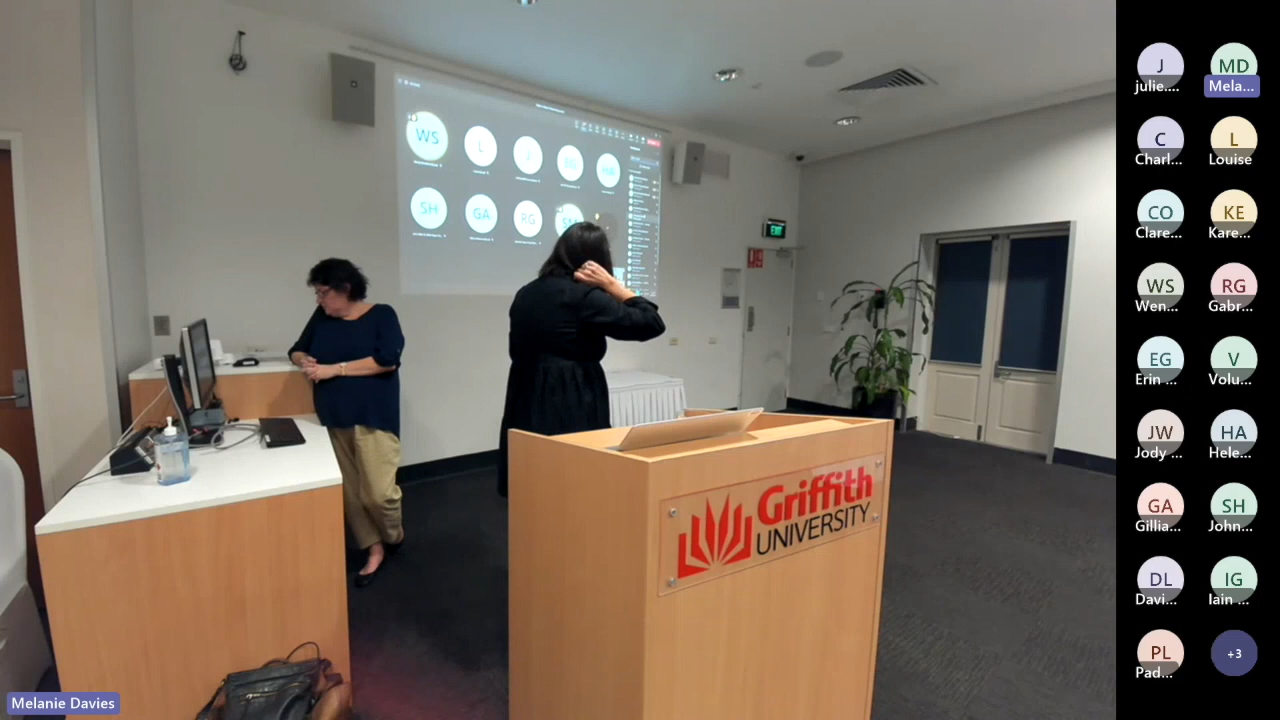 WS
L
J
SH
GA
RG
EXIT
Griffith
UNIVERSITY
Melanie Davies
J
julie....
MD
Mela...
C
Charl...
L
Louise
CO
Clare...
KE
Kare...
WS
Wen...
RG
Gabr...
EG
Erin ...
V
Volu...
JW
Jody ...
HA
Hele...
GA
Gillia...
SH
John...
DL
Davi...
IG
Iain ...
PL
Pad...
+3